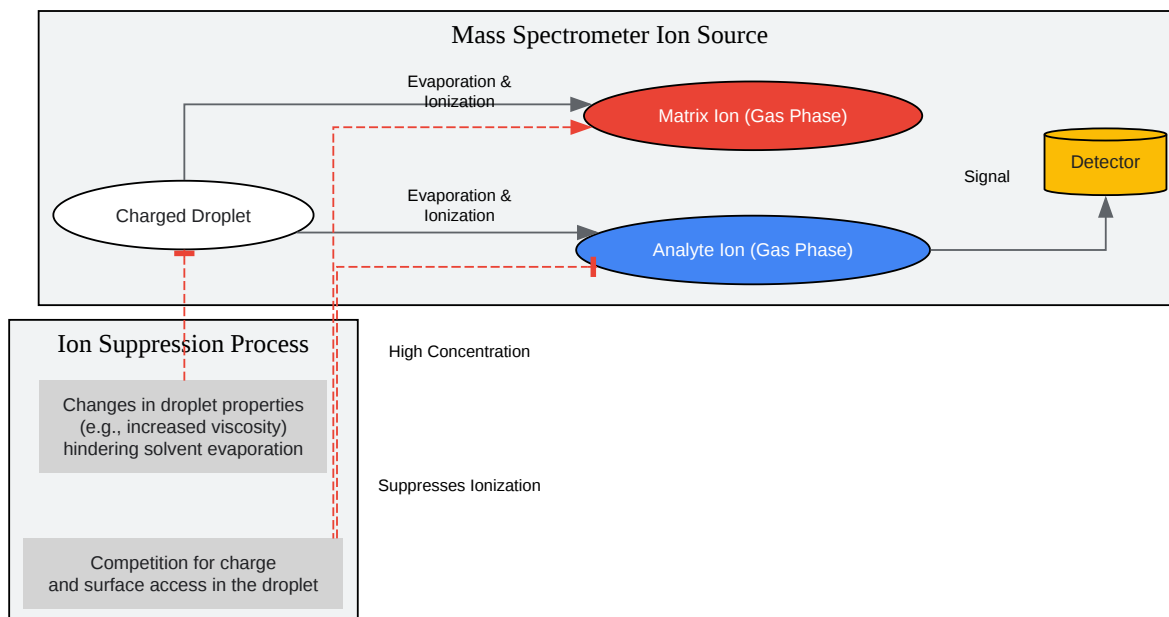 Mass Spectrometer Ion Source
Evaporation &
Ionization
Matrix Ion (Gas Phase)
Detector
Signal
Charged Droplet
Evaporation &
Ionization
Analyte Ion (Gas Phase)
Ion Suppression Process
High Concentration
Changes in droplet properties
(e.g., increased viscosity)
hindering solvent evaporation
Suppresses Ionization
Competition for charge
and surface access in the droplet